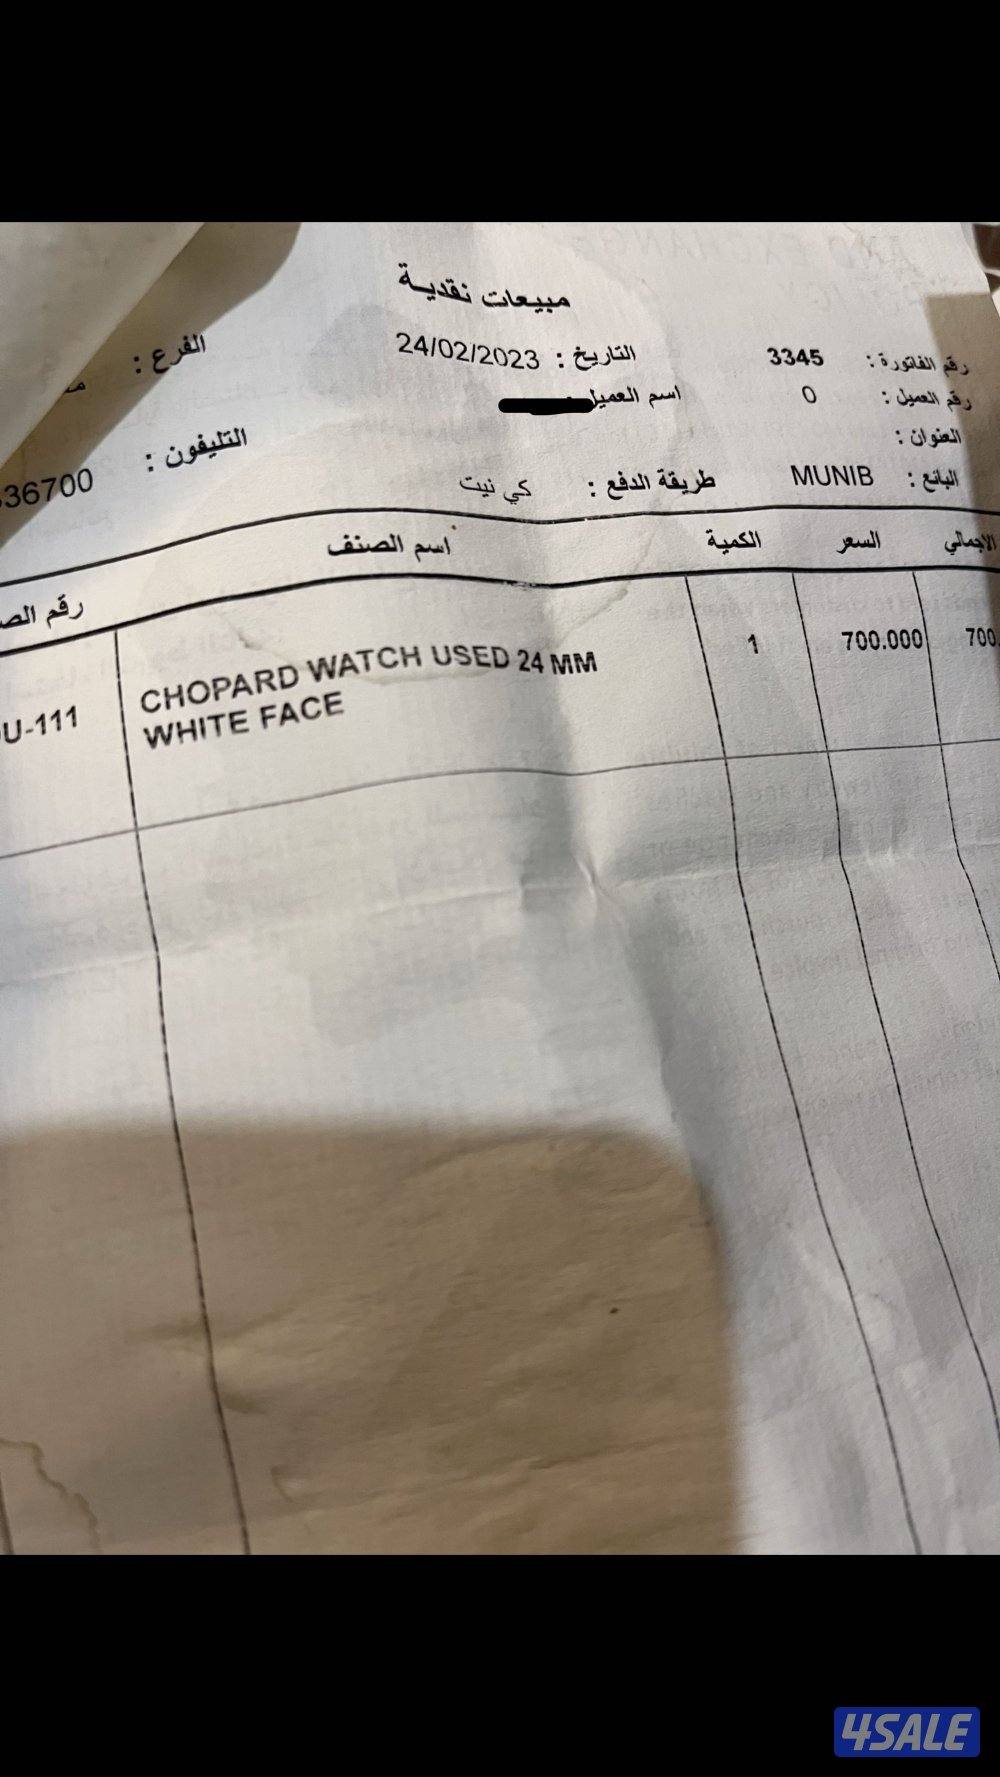 مبيعات نقدية
رقم الفاتورة : 3345 التاريخ : 24/02/2023 الفرع :
رقم العميل : 0 اسم العميل
العنوان : التليفون : 36700
البائع : MUNIB طريقة الدفع : كي نيت
الاجمالي السعر الكمية اسم الصنف رقم
U-111 CHOPARD WATCH USED 24 MM 1 700.000 700.
WHITE FACE
4SALE